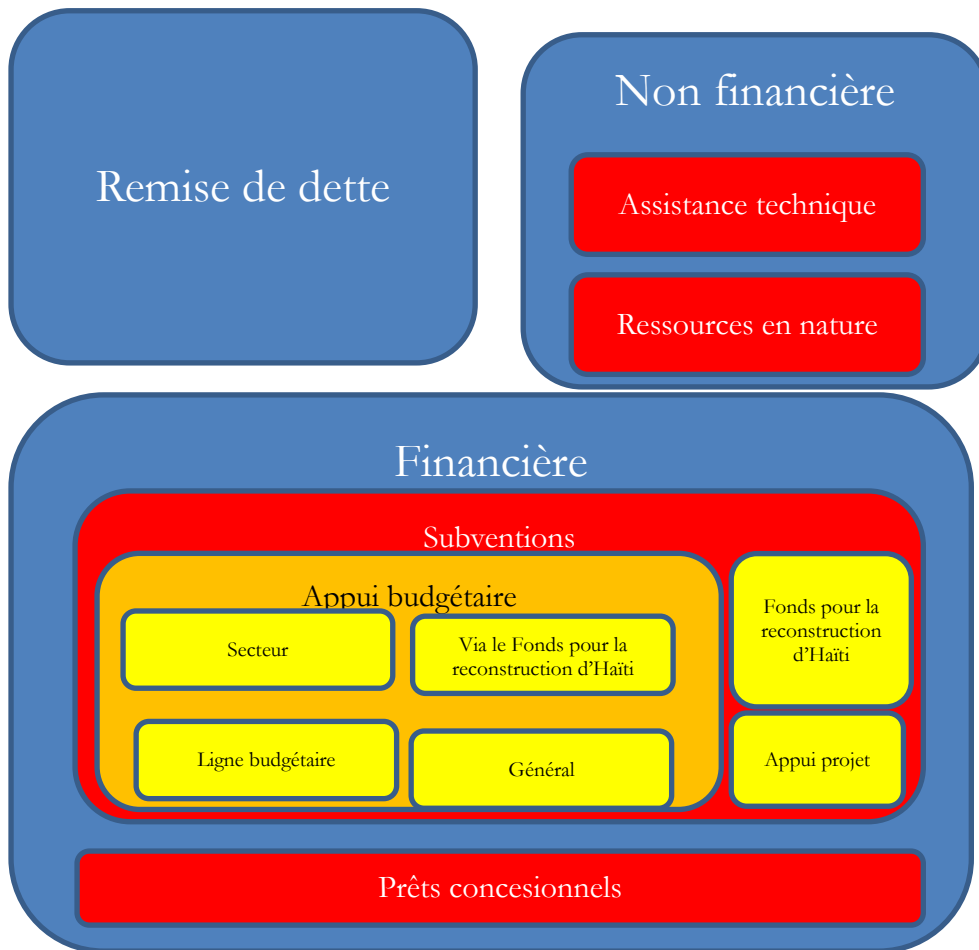 Remise de dette
Non financière
Assistance technique
Ressources en nature
Financière
Subventions
Appui budgétaire
Secteur
Via le Fonds pour la
reconstruction d’Haïti
Ligne budgétaire
Général
Fonds pour la
reconstruction
d’Haïti
Appui projet
Prêts concesionnels